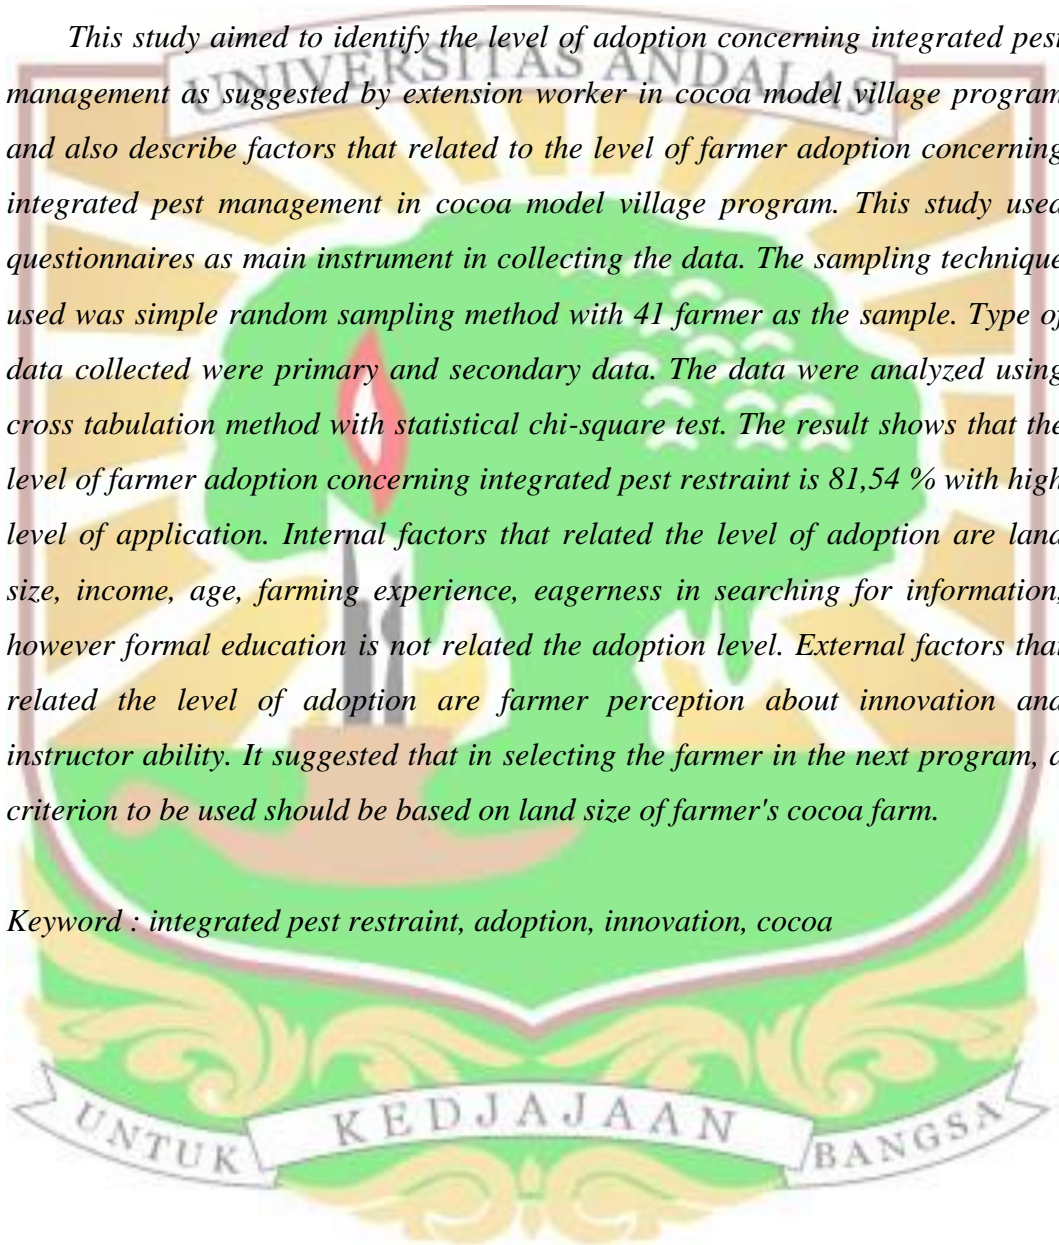 UNIVERSITAS ANDALAS
This study aimed to identify the level of adoption concerning integrated pest
management as suggested by extension worker in cocoa model village program
and also describe factors that related to the level of farmer adoption concerning
integrated pest management in cocoa model village program. This study used
questionnaires as main instrument in collecting the data. The sampling technique
used was simple random sampling method with 41 farmer as the sample. Type of
data collected were primary and secondary data. The data were analyzed using
cross tabulation method with statistical chi-square test. The result shows that the
level of farmer adoption concerning integrated pest restraint is 81,54 % with high
level of application. Internal factors that related the level of adoption are land
size, income, age, farming experience, eagerness in searching for information,
however formal education is not related the adoption level. External factors that
related the level of adoption are farmer perception about innovation and
instructor ability. It suggested that in selecting the farmer in the next program, a
criterion to be used should be based on land size of farmer's cocoa farm.
Keyword : integrated pest restraint, adoption, innovation, cocoa
UNTUK KEDJAJAAN BANGSA